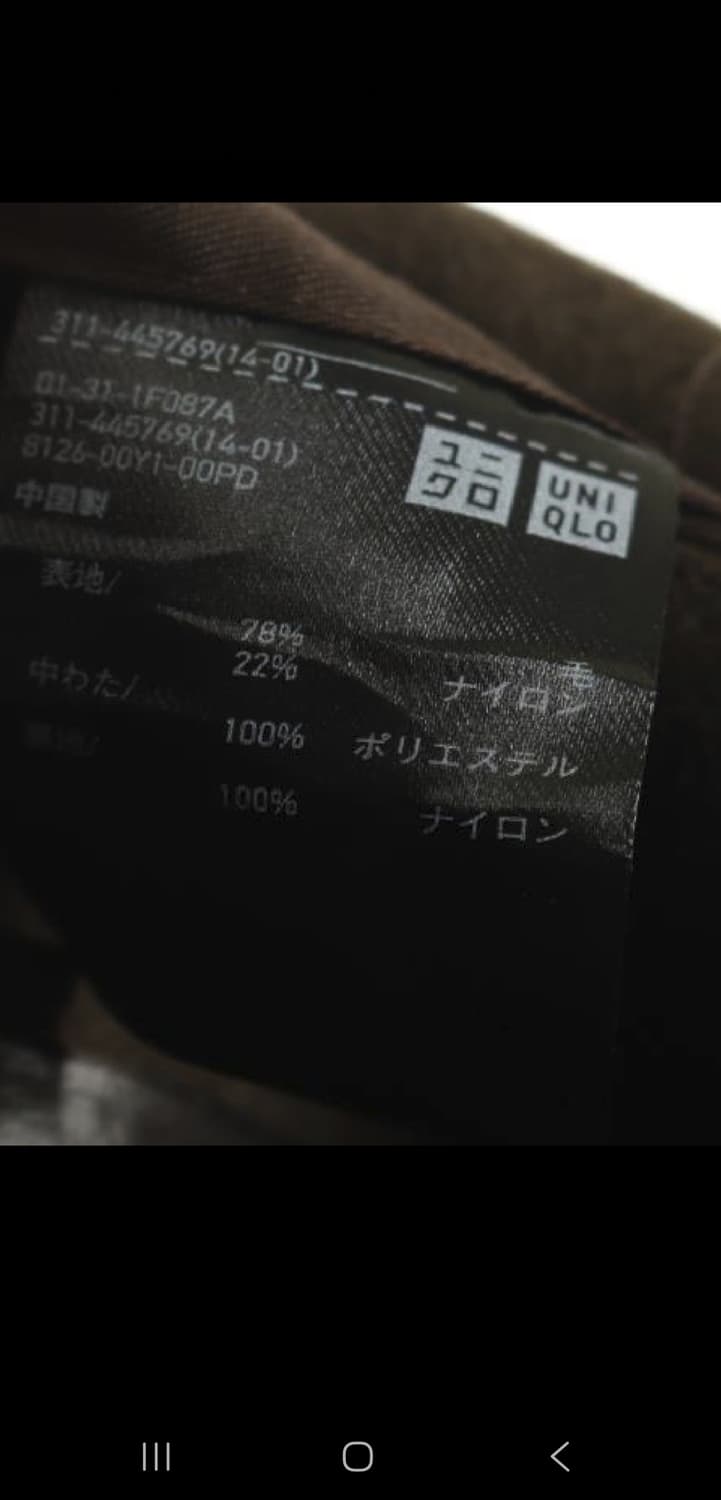 311-445769(14-01)
01-31-1F087A
311-445769(14-01)
8126-00Y1-00PD
ユニ
クロ
UNI
QLO
中国製
表地/
78% 毛
22% ナイロン
中わた/
100% ポリエステル
裏地/
100% ナイロン